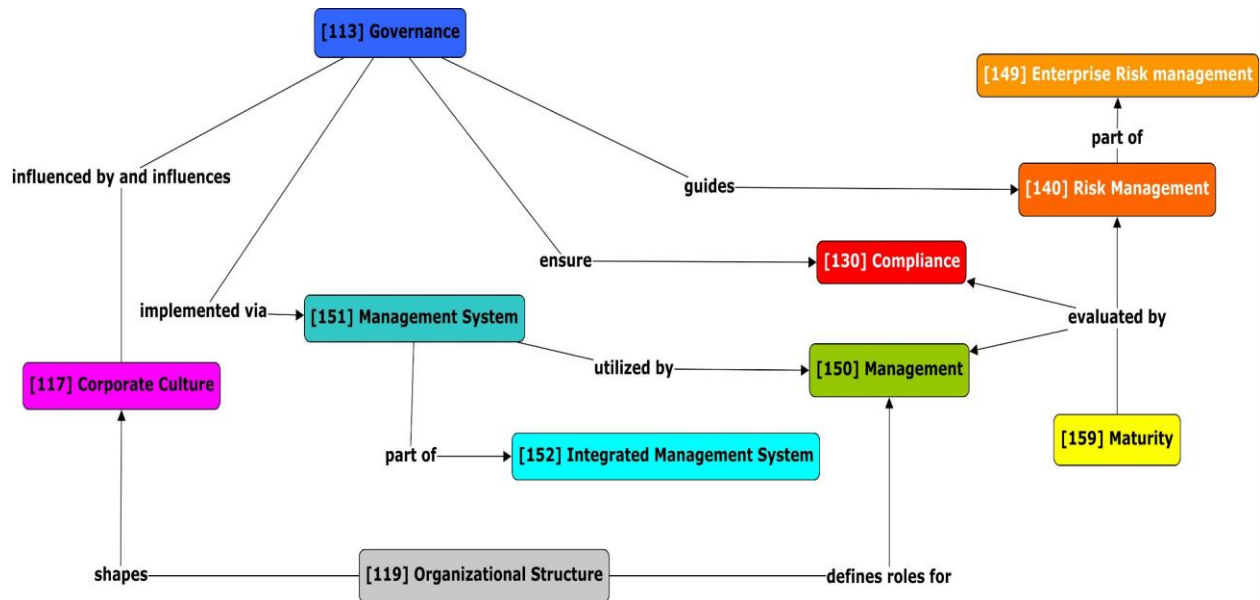 [113] Governance
[149] Enterprise Risk management
part of
influenced by and influences
guides
[140] Risk Management
ensure
[130] Compliance
implemented via
[151] Management System
evaluated by
utilized by
[150] Management
[117] Corporate Culture
[159] Maturity
part of
[152] Integrated Management System
shapes
[119] Organizational Structure
defines roles for